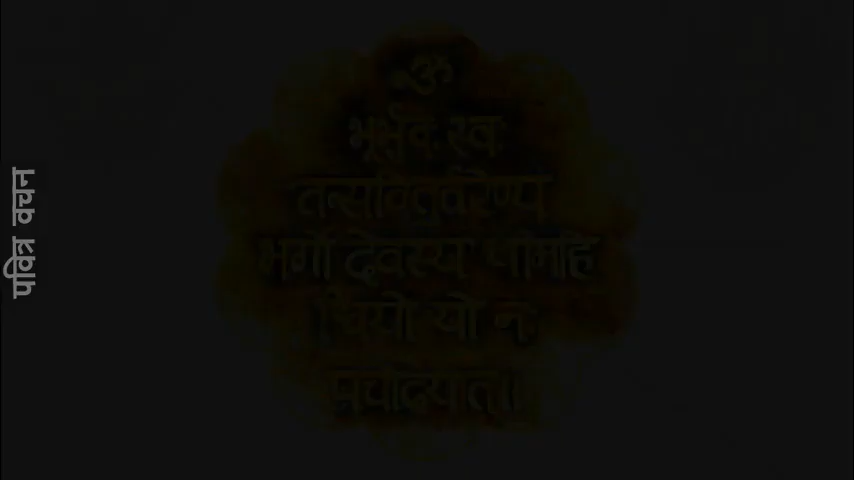 पवित्र वचन
ॐ
भूर्भुवः स्वः
तत्सवितुर्वरेण्य
भर्गो देवस्य धीमहि
धियो यो नः
प्रचोदयात्॥